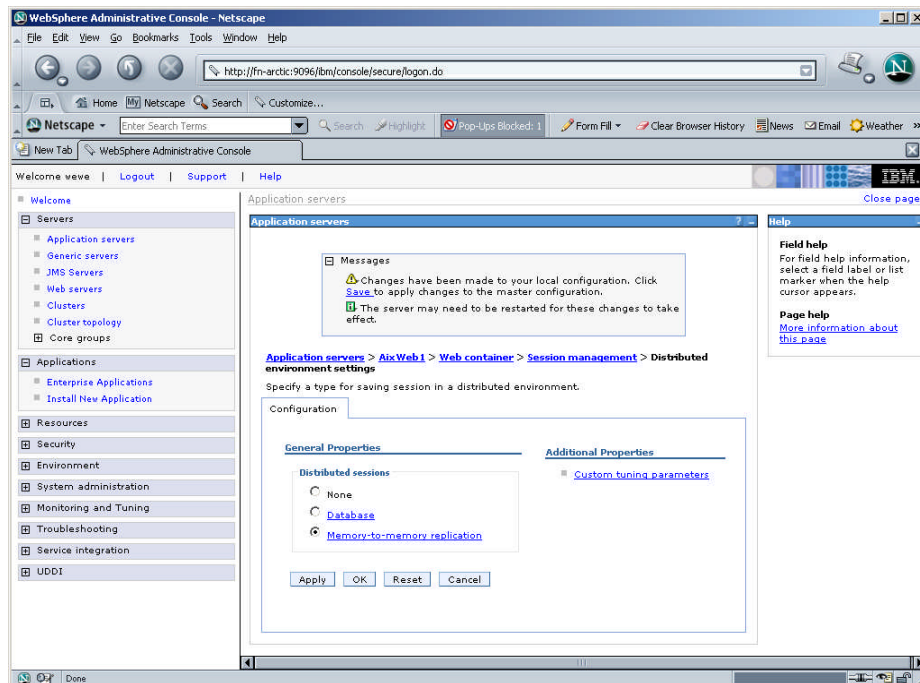 WebSphere Administrative Console - Netscape
File Edit View Go Bookmarks Tools Window Help
http://fn-arctic:9096/ibm/console/secure/logon.do
Home My Netscape Search Customize...
Netscape Enter Search Terms Search Highlight Pop-Ups Blocked: 1 Form Fill Clear Browser History News Email Weather »
New Tab WebSphere Administrative Console
Welcome wewe | Logout | Support | Help IBM.
Welcome
Servers
Application servers
Generic servers
JMS Servers
Web servers
Clusters
Cluster topology
Core groups
Applications
Enterprise Applications
Install New Application
Resources
Security
Environment
System administration
Monitoring and Tuning
Troubleshooting
Service integration
UDDI
Application servers Close page
Application servers ? -
Messages
Changes have been made to your local configuration. Click
Save to apply changes to the master configuration.
The server may need to be restarted for these changes to take
effect.
Application servers > AixWeb1 > Web container > Session management > Distributed
environment settings
Specify a type for saving session in a distributed environment.
Configuration
General Properties
Distributed sessions
None
Database
Memory-to-memory replication
Additional Properties
Custom tuning parameters
Apply OK Reset Cancel
Help
Field help
For field help information,
select a field label or list
marker when the help
cursor appears.
Page help
More information about
this page
Done